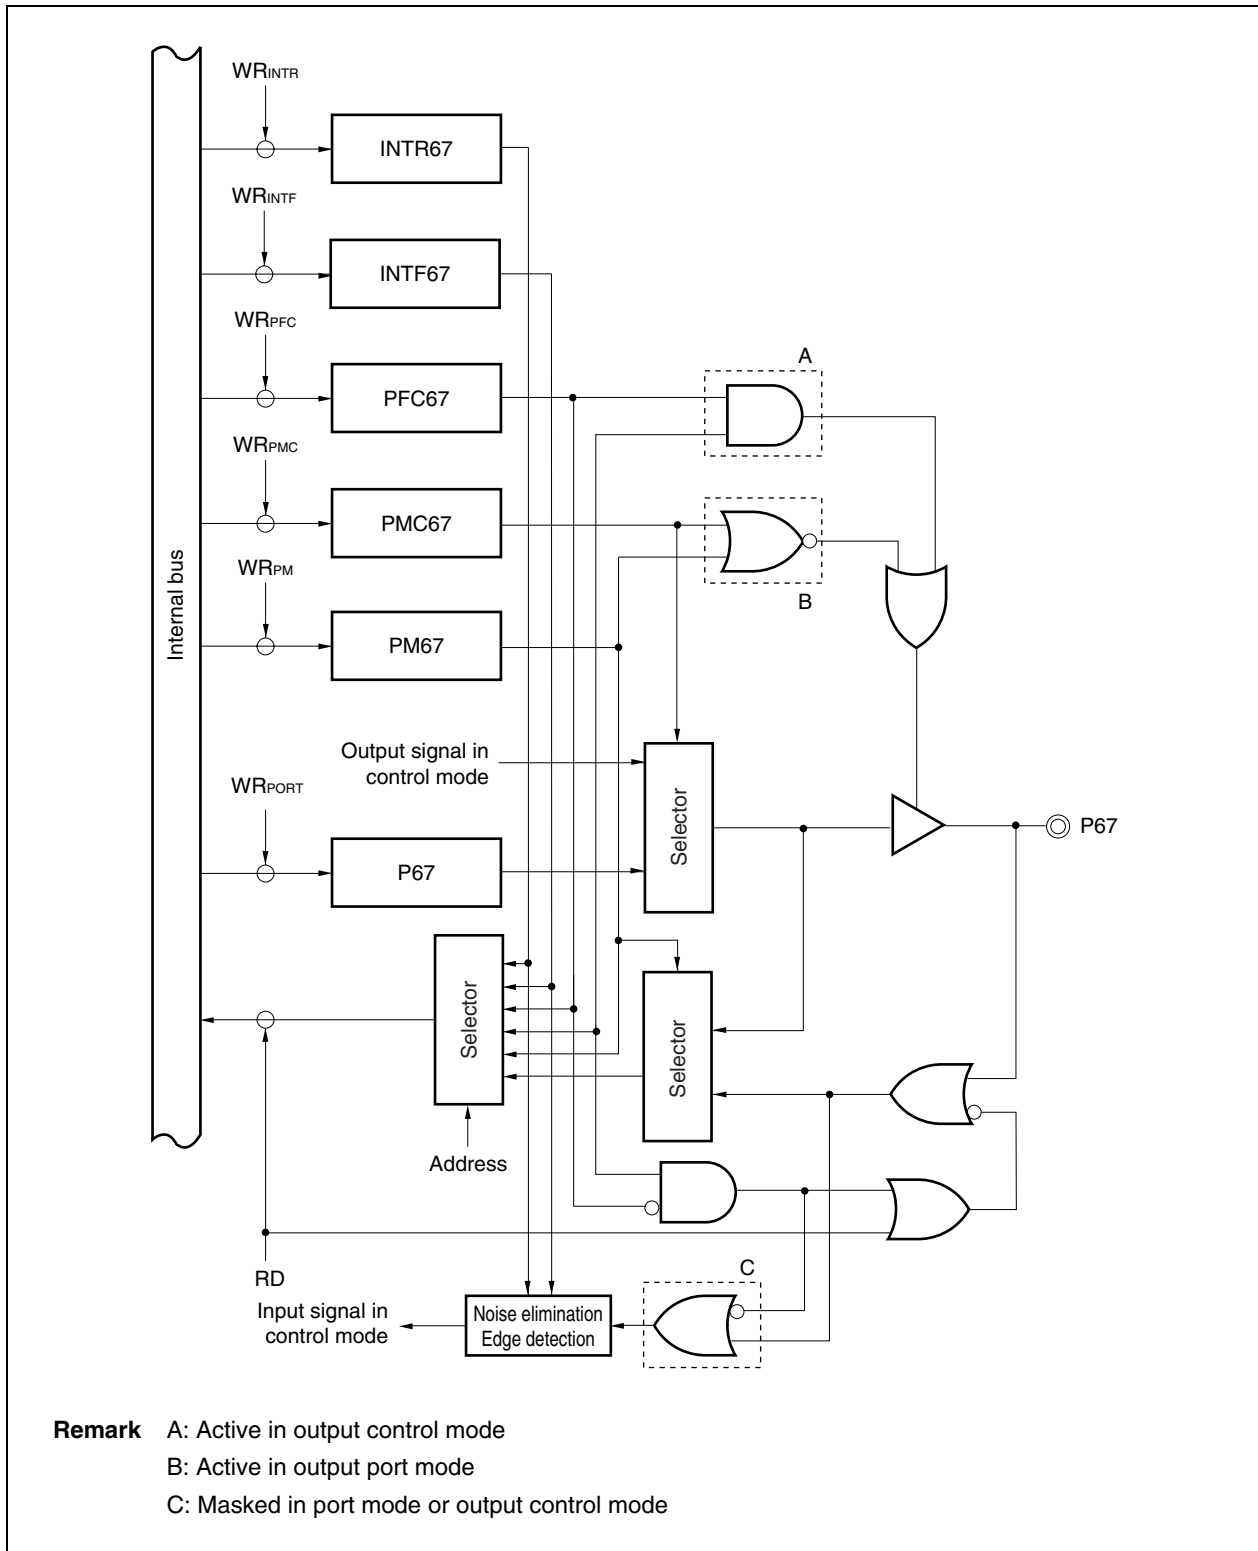 WRINTR
INTR67
WRINTF
INTF67
WRPFC
PFC67
A
WRPMC
PMC67
B
WRPM
PM67
Internal bus
Output signal in
control mode
Selector
WRPORT
P67
P67
Selector
Selector
Address
RD
C
Input signal in
control mode
Noise elimination
Edge detection
Remark A: Active in output control mode
B: Active in output port mode
C: Masked in port mode or output control mode